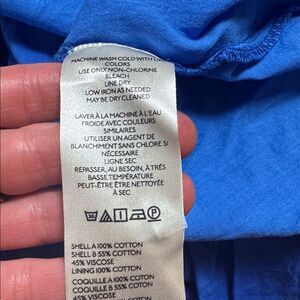 MACHINE WASH COLD WITH LIKE
COLORS
USE ONLY NON-CHLORINE
BLEACH
LINE DRY
LOW IRON AS NEEDED
MAY BE DRY CLEANED
LAVER À LA MACHINE À L'EAU
FROIDE AVEC COULEURS
SIMILAIRES
UTILISER UN AGENT DE
BLANCHIMENT SANS CHLORE SI
NÉCESSAIRE
LIGNE SEC
REPASSER, AU BESOIN, À TRÈS
BASSE TEMPÉRATURE
PEUT-ÊTRE ÊTRE NETTOYÉE
À SEC
P
SHELL A 100% COTTON
SHELL B 55% COTTON
45% VISCOSE
LINING 100% COTTON
COQUILLE A 100% COTON
COQUILLE B 55% COTON
45% VISCOSE